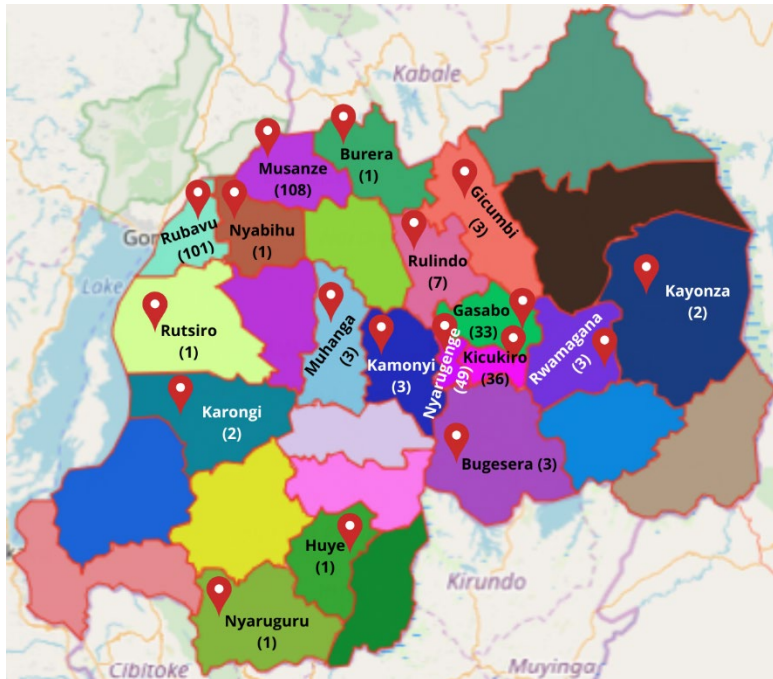 Kabale
Burera
(1)
Musanze
(108)
Gicumbi
(3)
Rubavu
(101)
Nyabihu
(1)
Gor
Rulindo
(7)
Lake
Kayonza
(2)
Gasabo
(33)
Rutsiro
(1)
Muhanga
(3)
Kamonyi
(3)
Nyarugenge
(49)
Kicukiro
(36)
Rwamagana
(3)
Karongi
(2)
Bugesera (3)
Huye
(1)
Kirundo
Nyaruguru
(1)
Cibitoke
Muyinga